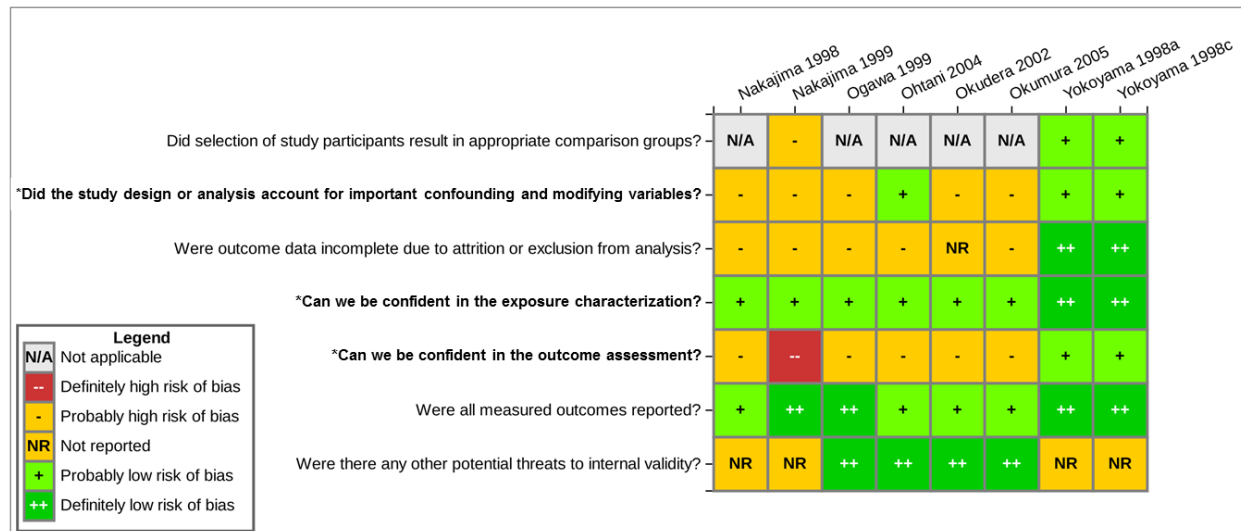 Nakajima 1998
Nakajima 1999
Ogawa 1999
Ohtani 2004
Okudera 2002
Okumura 2005
Yokoyama 1998a
Yokoyama 1998c
Did selection of study participants result in appropriate comparison groups? N/A - N/A N/A N/A N/A + +
*Did the study design or analysis account for important confounding and modifying variables? - - - + - - + +
Were outcome data incomplete due to attrition or exclusion from analysis? - - - - NR - ++ ++
*Can we be confident in the exposure characterization? + + + + + + ++ ++
*Can we be confident in the outcome assessment? - -- - - - - + +
Were all measured outcomes reported? + ++ ++ + + + ++ ++
Were there any other potential threats to internal validity? NR NR ++ ++ ++ ++ NR NR
Legend
N/A Not applicable
-- Definitely high risk of bias
- Probably high risk of bias
NR Not reported
+ Probably low risk of bias
++ Definitely low risk of bias